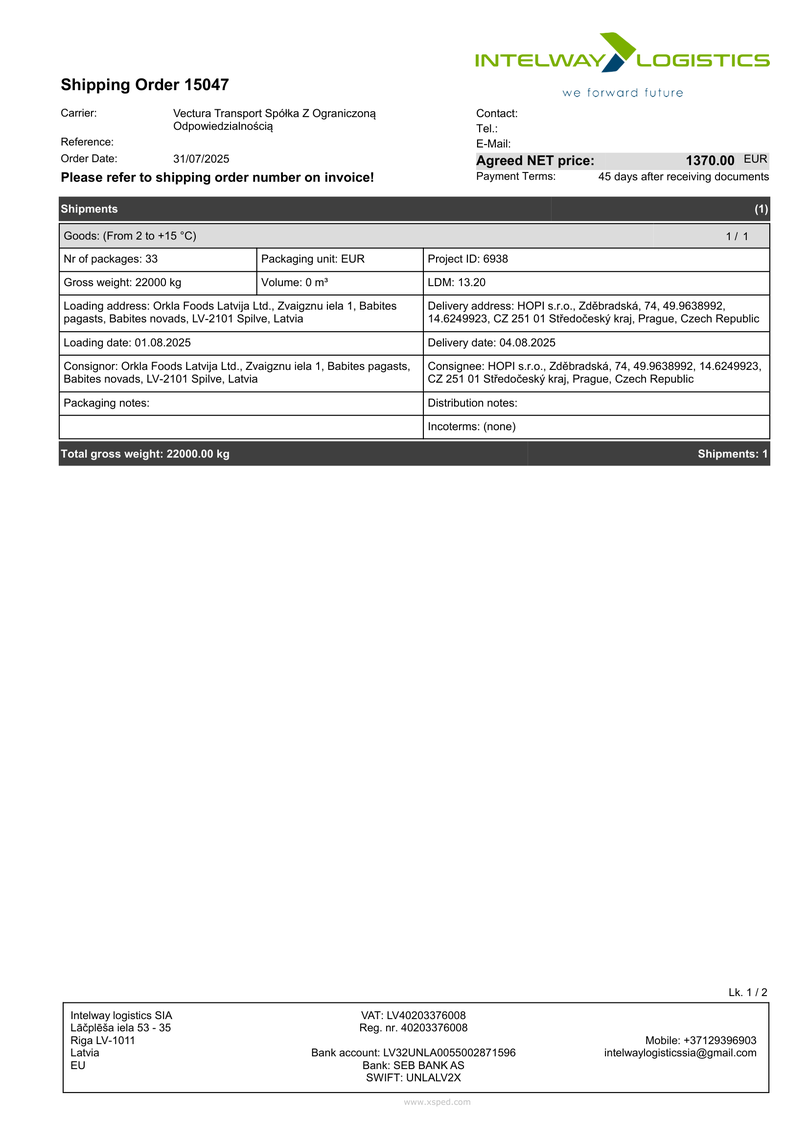 INTELWAY LOGISTICS
we forward future
Shipping Order 15047
Carrier: Vectura Transport Spółka Z Ograniczoną
Odpowiedzialnością
Reference:
Order Date: 31/07/2025
Please refer to shipping order number on invoice!
Contact:
Tel.:
E-Mail:
Agreed NET price: 1370.00 EUR
Payment Terms: 45 days after receiving documents
Shipments (1)
Goods: (From 2 to +15 °C) 1 / 1
Nr of packages: 33 Packaging unit: EUR Project ID: 6938
Gross weight: 22000 kg Volume: 0 m³ LDM: 13.20
Loading address: Orkla Foods Latvija Ltd., Zvaigznu iela 1, Babites
pagasts, Babites novads, LV-2101 Spilve, Latvia
Delivery address: HOPI s.r.o., Zděbradská, 74, 49.9638992,
14.6249923, CZ 251 01 Středočeský kraj, Prague, Czech Republic
Loading date: 01.08.2025 Delivery date: 04.08.2025
Consignor: Orkla Foods Latvija Ltd., Zvaigznu iela 1, Babites pagasts,
Babites novads, LV-2101 Spilve, Latvia
Consignee: HOPI s.r.o., Zděbradská, 74, 49.9638992, 14.6249923,
CZ 251 01 Středočeský kraj, Prague, Czech Republic
Packaging notes: Distribution notes:
Incoterms: (none)
Total gross weight: 22000.00 kg Shipments: 1
Lk. 1 / 2
Intelway logistics SIA
Lāčplēša iela 53 - 35
Riga LV-1011
Latvia
EU
VAT: LV40203376008
Reg. nr. 40203376008
Bank account: LV32UNLA0055002871596
Bank: SEB BANK AS
SWIFT: UNLALV2X
Mobile: +37129396903
intelwaylogisticssia@gmail.com
www.xsped.com